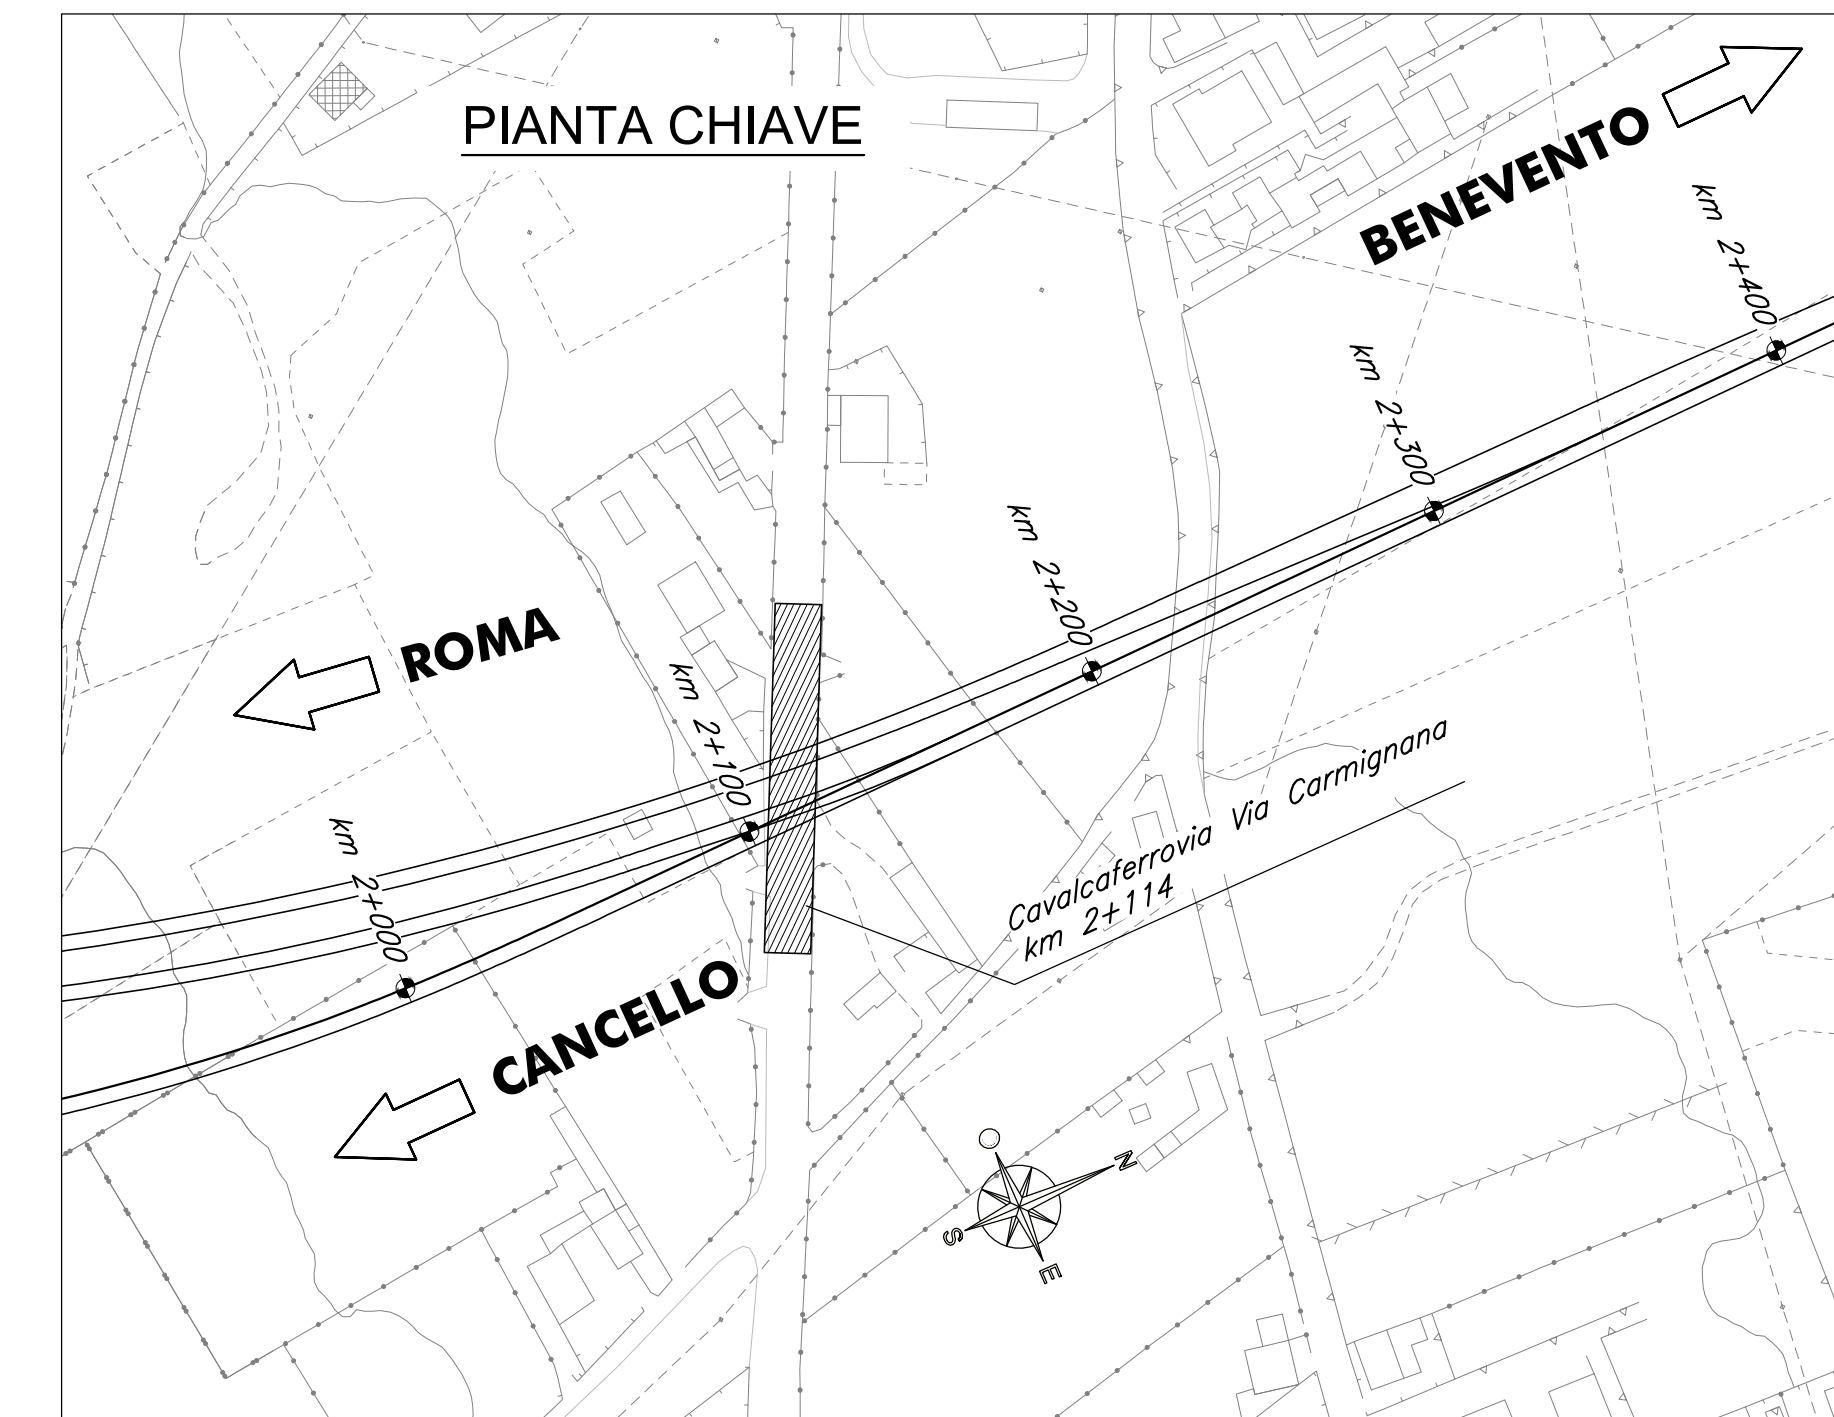 PIANTA CHIAVE
BENEVENTO
km 2+400
km 2+300
km 2+200
ROMA
km 2+100
Cavalcaferrovia Via Carmignana
km 2+114
km 2+000
CANCELLO
O
N
S
E